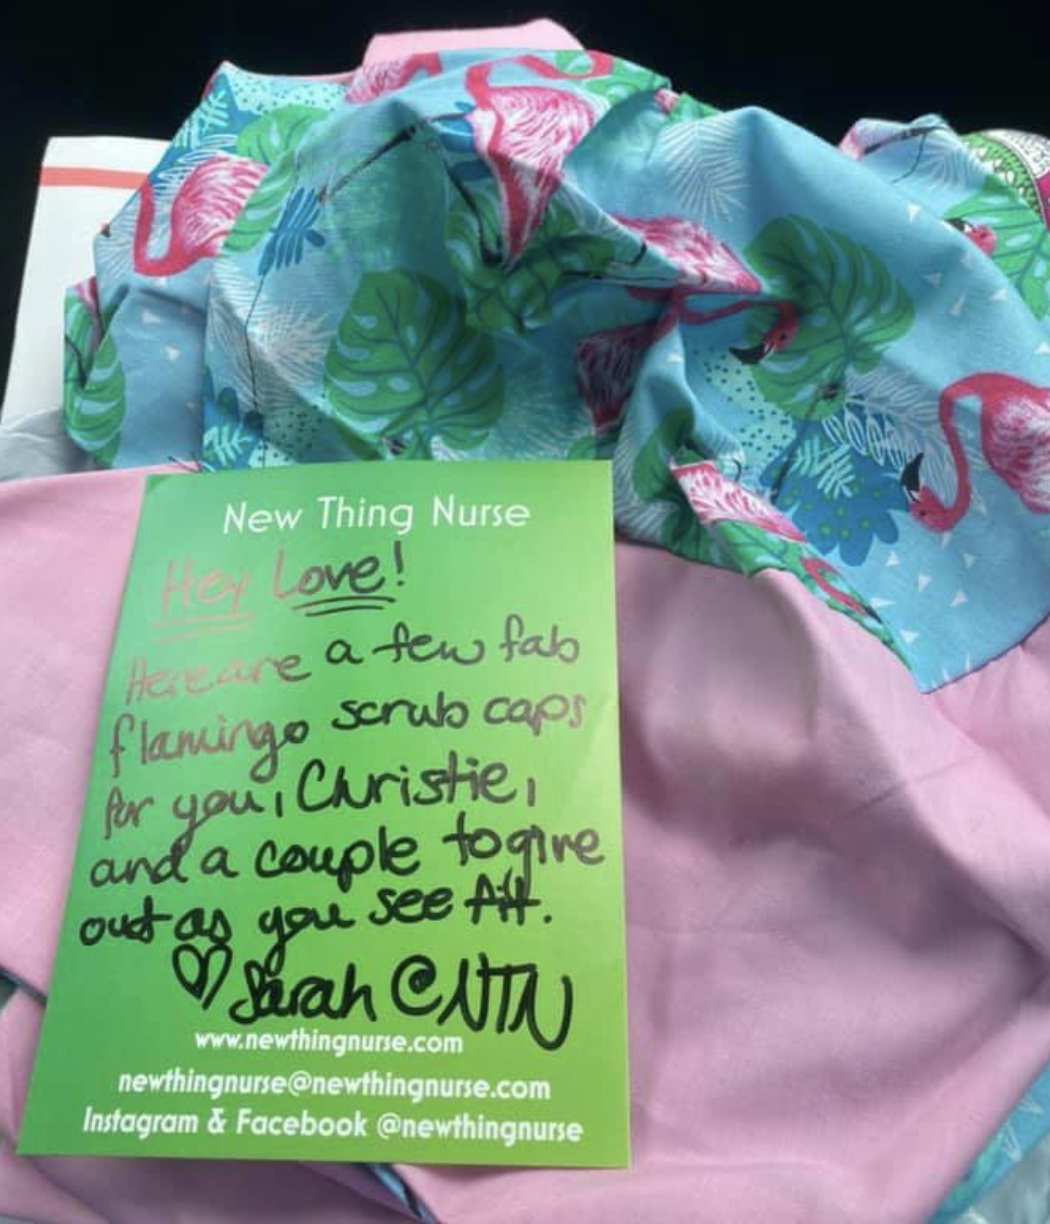 New Thing Nurse
Hey Love!
Here are a few fab
flamingo scrub caps
for you, Christie,
and a couple to give
out as you see fit.
♡ Sarah @NTN
www.newthingnurse.com
newthingnurse@newthingnurse.com
Instagram & Facebook @newthingnurse